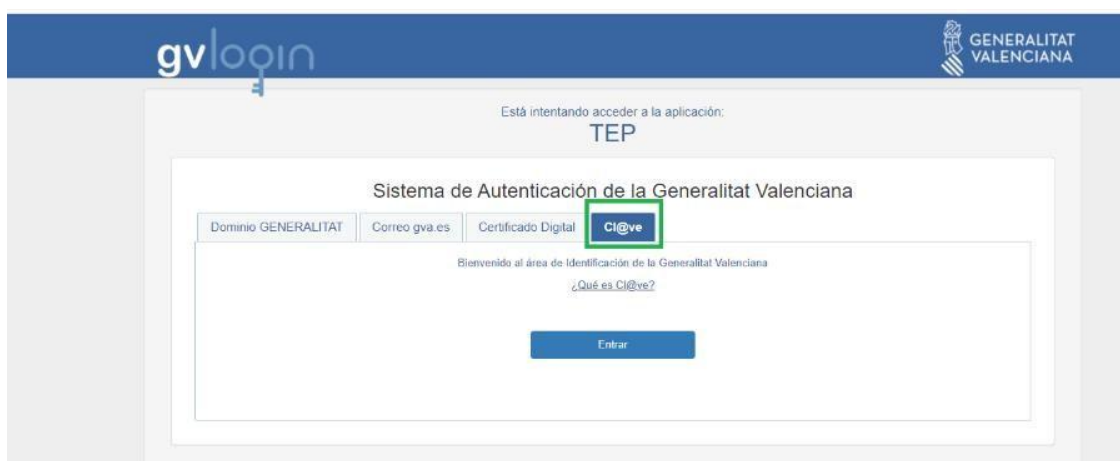 gvlogin
GENERALITAT
VALENCIANA
Está intentando acceder a la aplicación:
TEP
Sistema de Autenticación de la Generalitat Valenciana
Dominio GENERALITAT
Correo gva.es
Certificado Digital
Cl@ve
Bienvenido al área de Identificación de la Generalitat Valenciana
¿Qué es Cl@ve?
Entrar